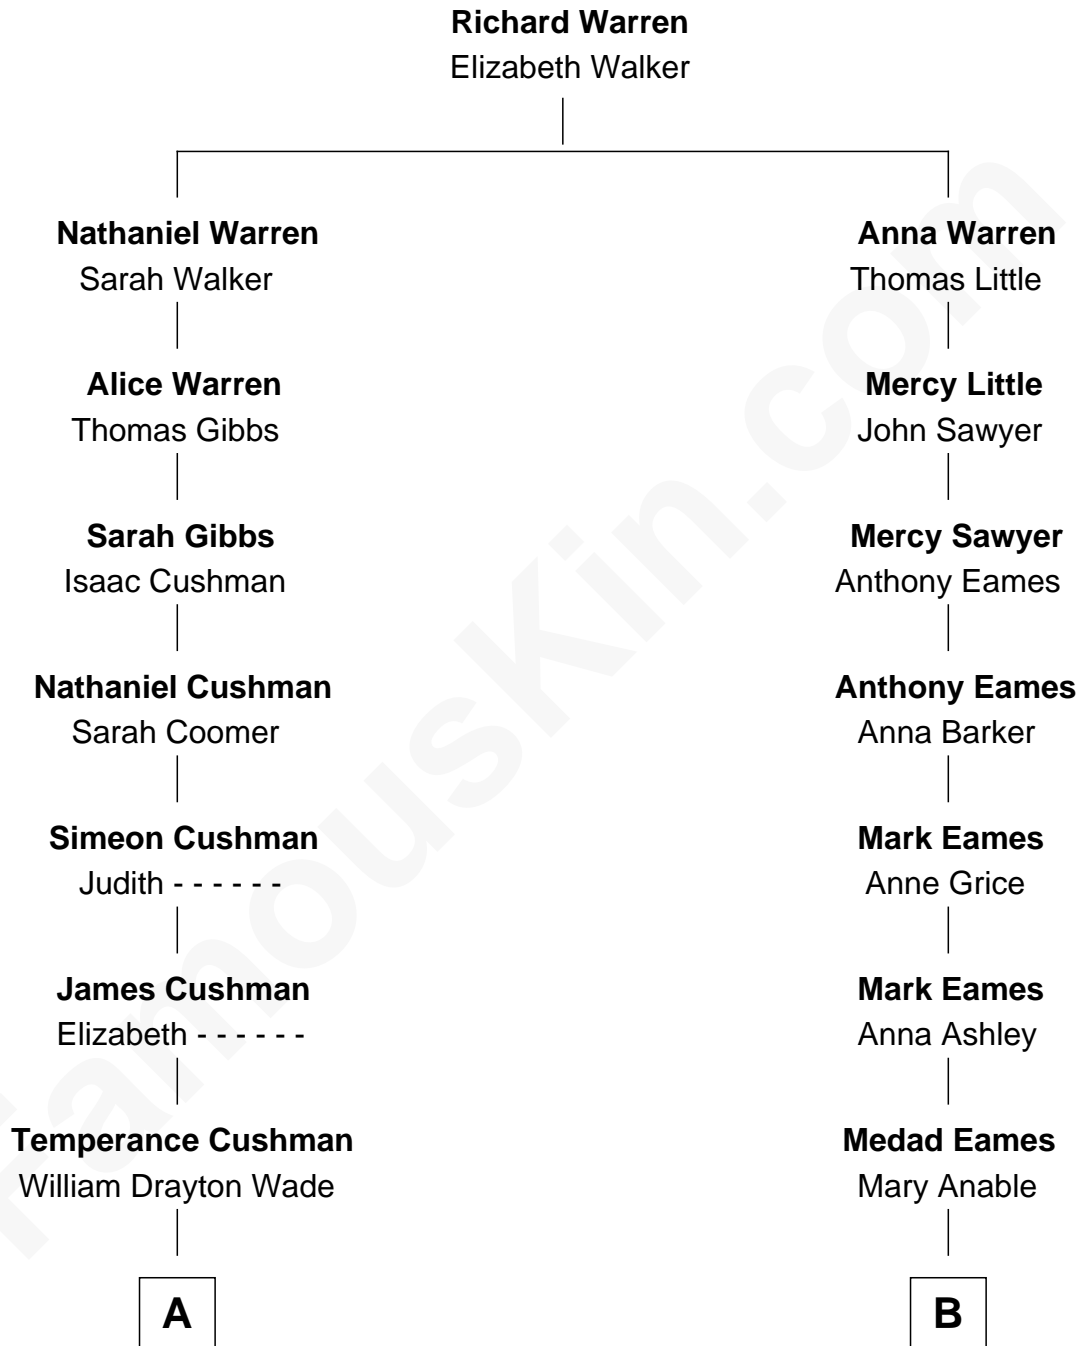 Richard Warren
Elizabeth Walker
Nathaniel Warren
Sarah Walker
Anna Warren
Thomas Little
Alice Warren
Thomas Gibbs
Mercy Little
John Sawyer
Sarah Gibbs
Isaac Cushman
Mercy Sawyer
Anthony Eames
Nathaniel Cushman
Sarah Coomer
Anthony Eames
Anna Barker
Simeon Cushman
Judith - - - - - -
Mark Eames
Anne Grice
James Cushman
Elizabeth - - - - - -
Mark Eames
Anna Ashley
Temperance Cushman
William Drayton Wade
Medad Eames
Mary Anable
A
B
FamousKin.com